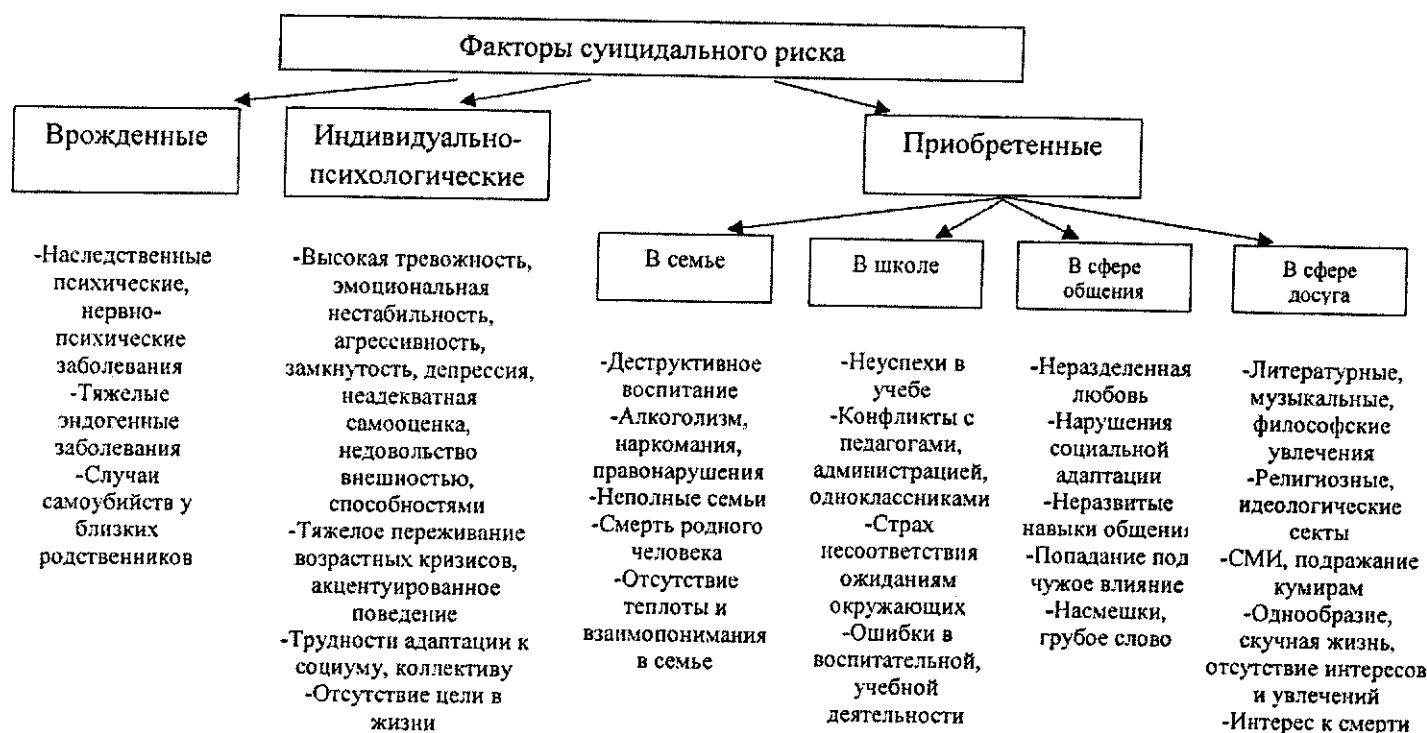 Факторы суицидального риска
Врожденные
-Наследственные
психические,
нервно-
психические
заболевания
-Тяжелые
эндогенные
заболевания
-Случаи
самоубийств у
близких
родственников
Индивидуально-
психологические
-Высокая тревожность,
эмоциональная
нестабильность,
агрессивность,
замкнутость, депрессия,
неадекватная
самооценка,
недовольство
внешностью,
способностями
-Тяжелое переживание
возрастных кризисов,
акцентуированное
поведение
-Трудности адаптации к
социуму, коллективу
-Отсутствие цели в
жизни
Приобретенные
В семье
-Деструктивное
воспитание
-Алкоголизм,
наркомания,
правонарушения
-Неполные семьи
-Смерть родного
человека
-Отсутствие
теплоты и
взаимопонимания
в семье
В школе
-Неуспехи в
учебе
-Конфликты с
педагогами,
администрацией,
одноклассниками
-Страх
несоответствия
ожиданиям
окружающих
-Ошибки в
воспитательной,
учебной
деятельности
В сфере
общения
-Неразделенная
любовь
-Нарушения
социальной
адаптации
-Неразвитые
навыки общения
-Попадание под
чужое влияние
-Насмешки,
грубое слово
В сфере
досуга
-Литературные,
музыкальные,
философские
увлечения
-Религиозные,
идеологические
секты
-СМИ, подражание
кумирам
-Однообразие,
скучная жизнь,
отсутствие интересов
и увлечений
-Интерес к смерти